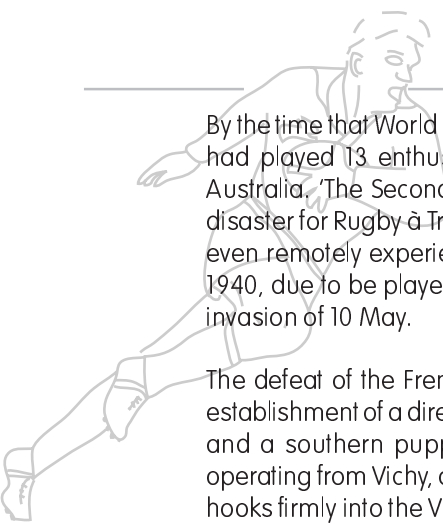 By the time that World
had played 13 enthu
Australia. ‘The Second
disaster for Rugby à Tr
even remotely experie
1940, due to be playe
invasion of 10 May.

The defeat of the Fren
establishment of a dire
and a southern pupp
operating from Vichy,
hooks firmly into the V